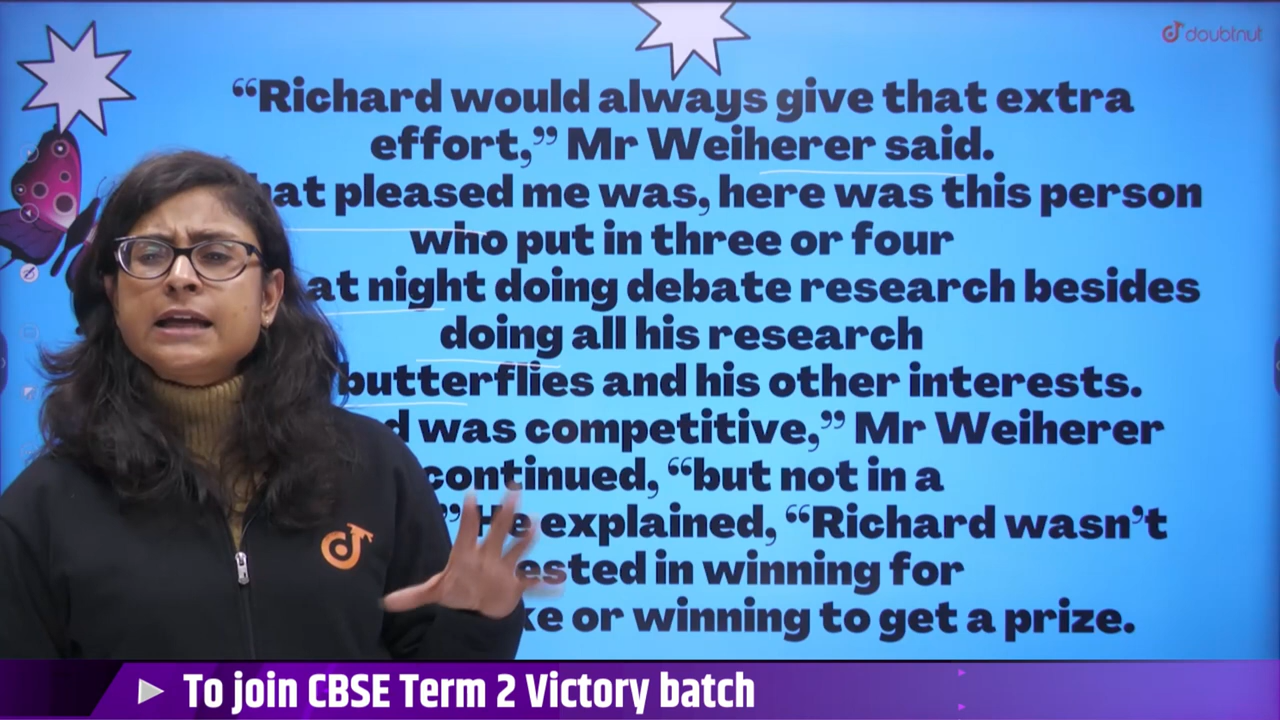 doubtnut
“Richard would always give that extra
effort,” Mr Weiherer said.
pleased me was, here was this person
who put in three or four
at night doing debate research besides
doing all his research
butterflies and his other interests.
was competitive,” Mr Weiherer
continued, “but not in a
He explained, “Richard wasn’t
in winning for
or winning to get a prize.
To join CBSE Term 2 Victory batch